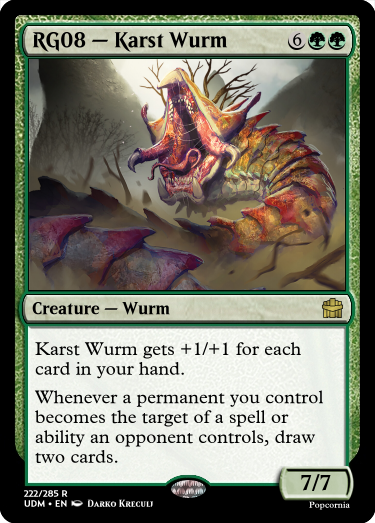 RG08 — Karst Wurm 6
Creature — Wurm
Karst Wurm gets +1/+1 for each
card in your hand.
Whenever a permanent you control
becomes the target of a spell or
ability an opponent controls, draw
two cards.
7/7
222/285 R
UDM • EN Darko Kreculj
Popcornia